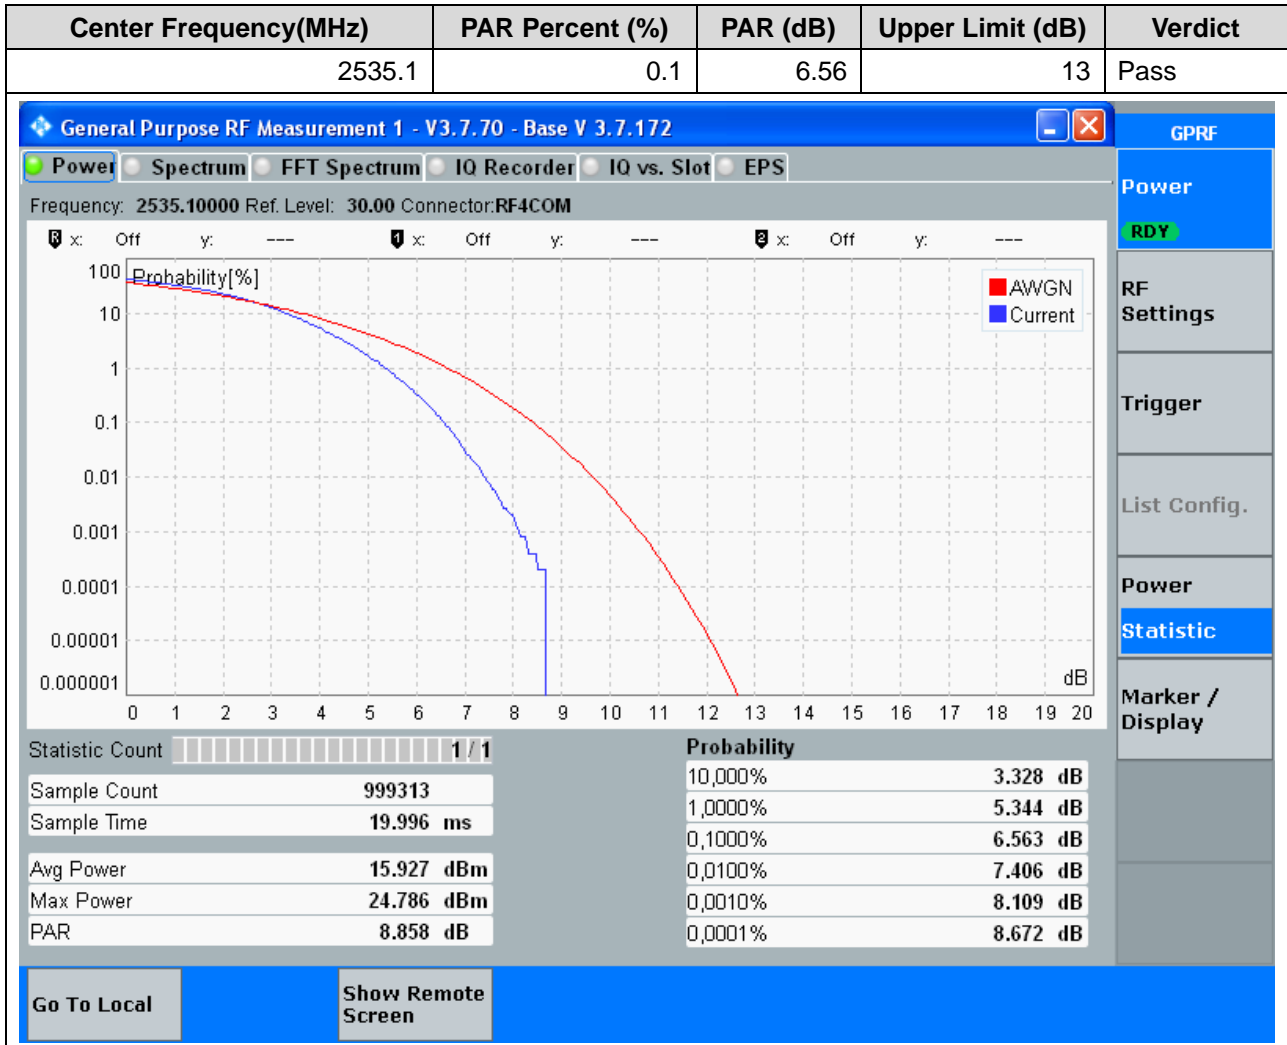 Center Frequency(MHz) PAR Percent (%) PAR (dB) Upper Limit (dB) Verdict
2535.1 0.1 6.56 13 Pass
General Purpose RF Measurement 1 - V3.7.70 - Base V 3.7.172
GPRF
Power Spectrum FFT Spectrum IQ Recorder IQ vs. Slot EPS
Power
RDY
Frequency: 2535.10000 Ref. Level: 30.00 Connector:RF4COM
R x: Off y: --- 1 x: Off y: --- 2 x: Off y: ---
100 Probability[%]
AWGN
Current
10
1
0.1
0.01
0.001
0.0001
0.00001
0.000001
dB
0 1 2 3 4 5 6 7 8 9 10 11 12 13 14 15 16 17 18 19 20
RF
Settings
Trigger
List Config.
Power
Statistic
Marker /
Display
Statistic Count 1 / 1
Sample Count 999313
Sample Time 19.996 ms
Avg Power 15.927 dBm
Max Power 24.786 dBm
PAR 8.858 dB
Probability
10,000% 3.328 dB
1,0000% 5.344 dB
0,1000% 6.563 dB
0,0100% 7.406 dB
0,0010% 8.109 dB
0,0001% 8.672 dB
Go To Local
Show Remote
Screen